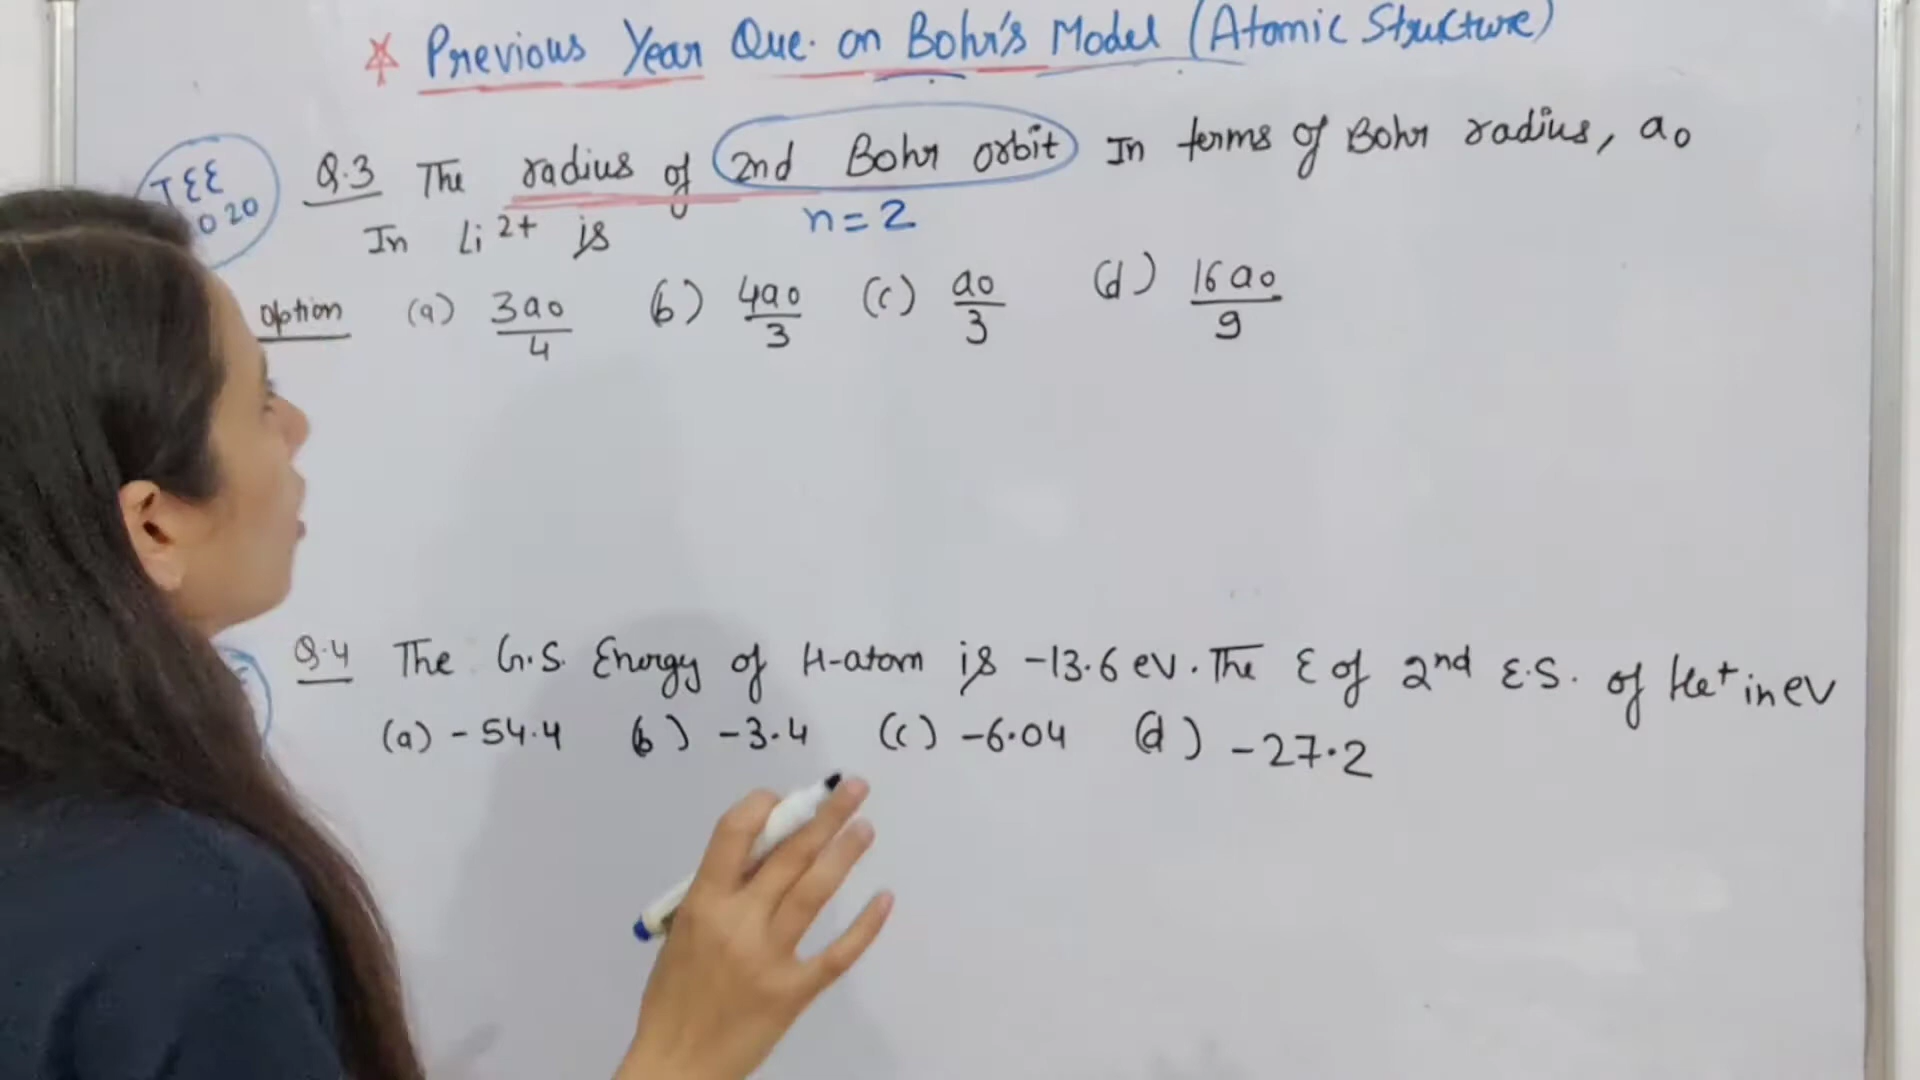 * Previous Year Que. on Bohr's Model (Atomic Structure)
JEE
020
Q.3 The radius of 2nd Bohr orbit In terms of Bohr radius, a0
In Li2+ is
n=2
option (a) 3a0/4 (b) 4a0/3 (c) a0/3 (d) 16a0/9
Q.4 The G.S. Energy of H-atom is -13.6 ev. The E of 2nd E.S. of He+ in ev
(a) -54.4 (b) -3.4 (c) -6.04 (d) -27.2